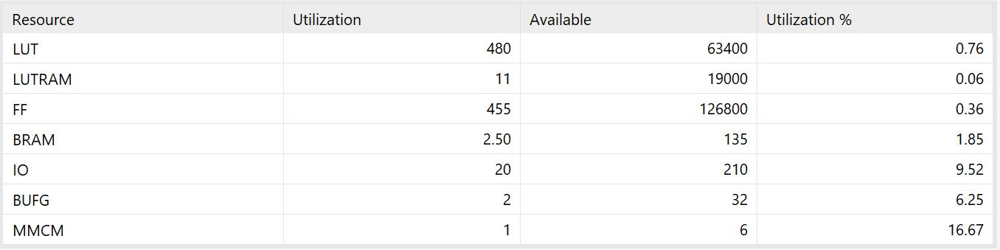 Resource Utilization Available Utilization %
LUT 480 63400 0.76
LUTRAM 11 19000 0.06
FF 455 126800 0.36
BRAM 2.50 135 1.85
IO 20 210 9.52
BUFG 2 32 6.25
MMCM 1 6 16.67